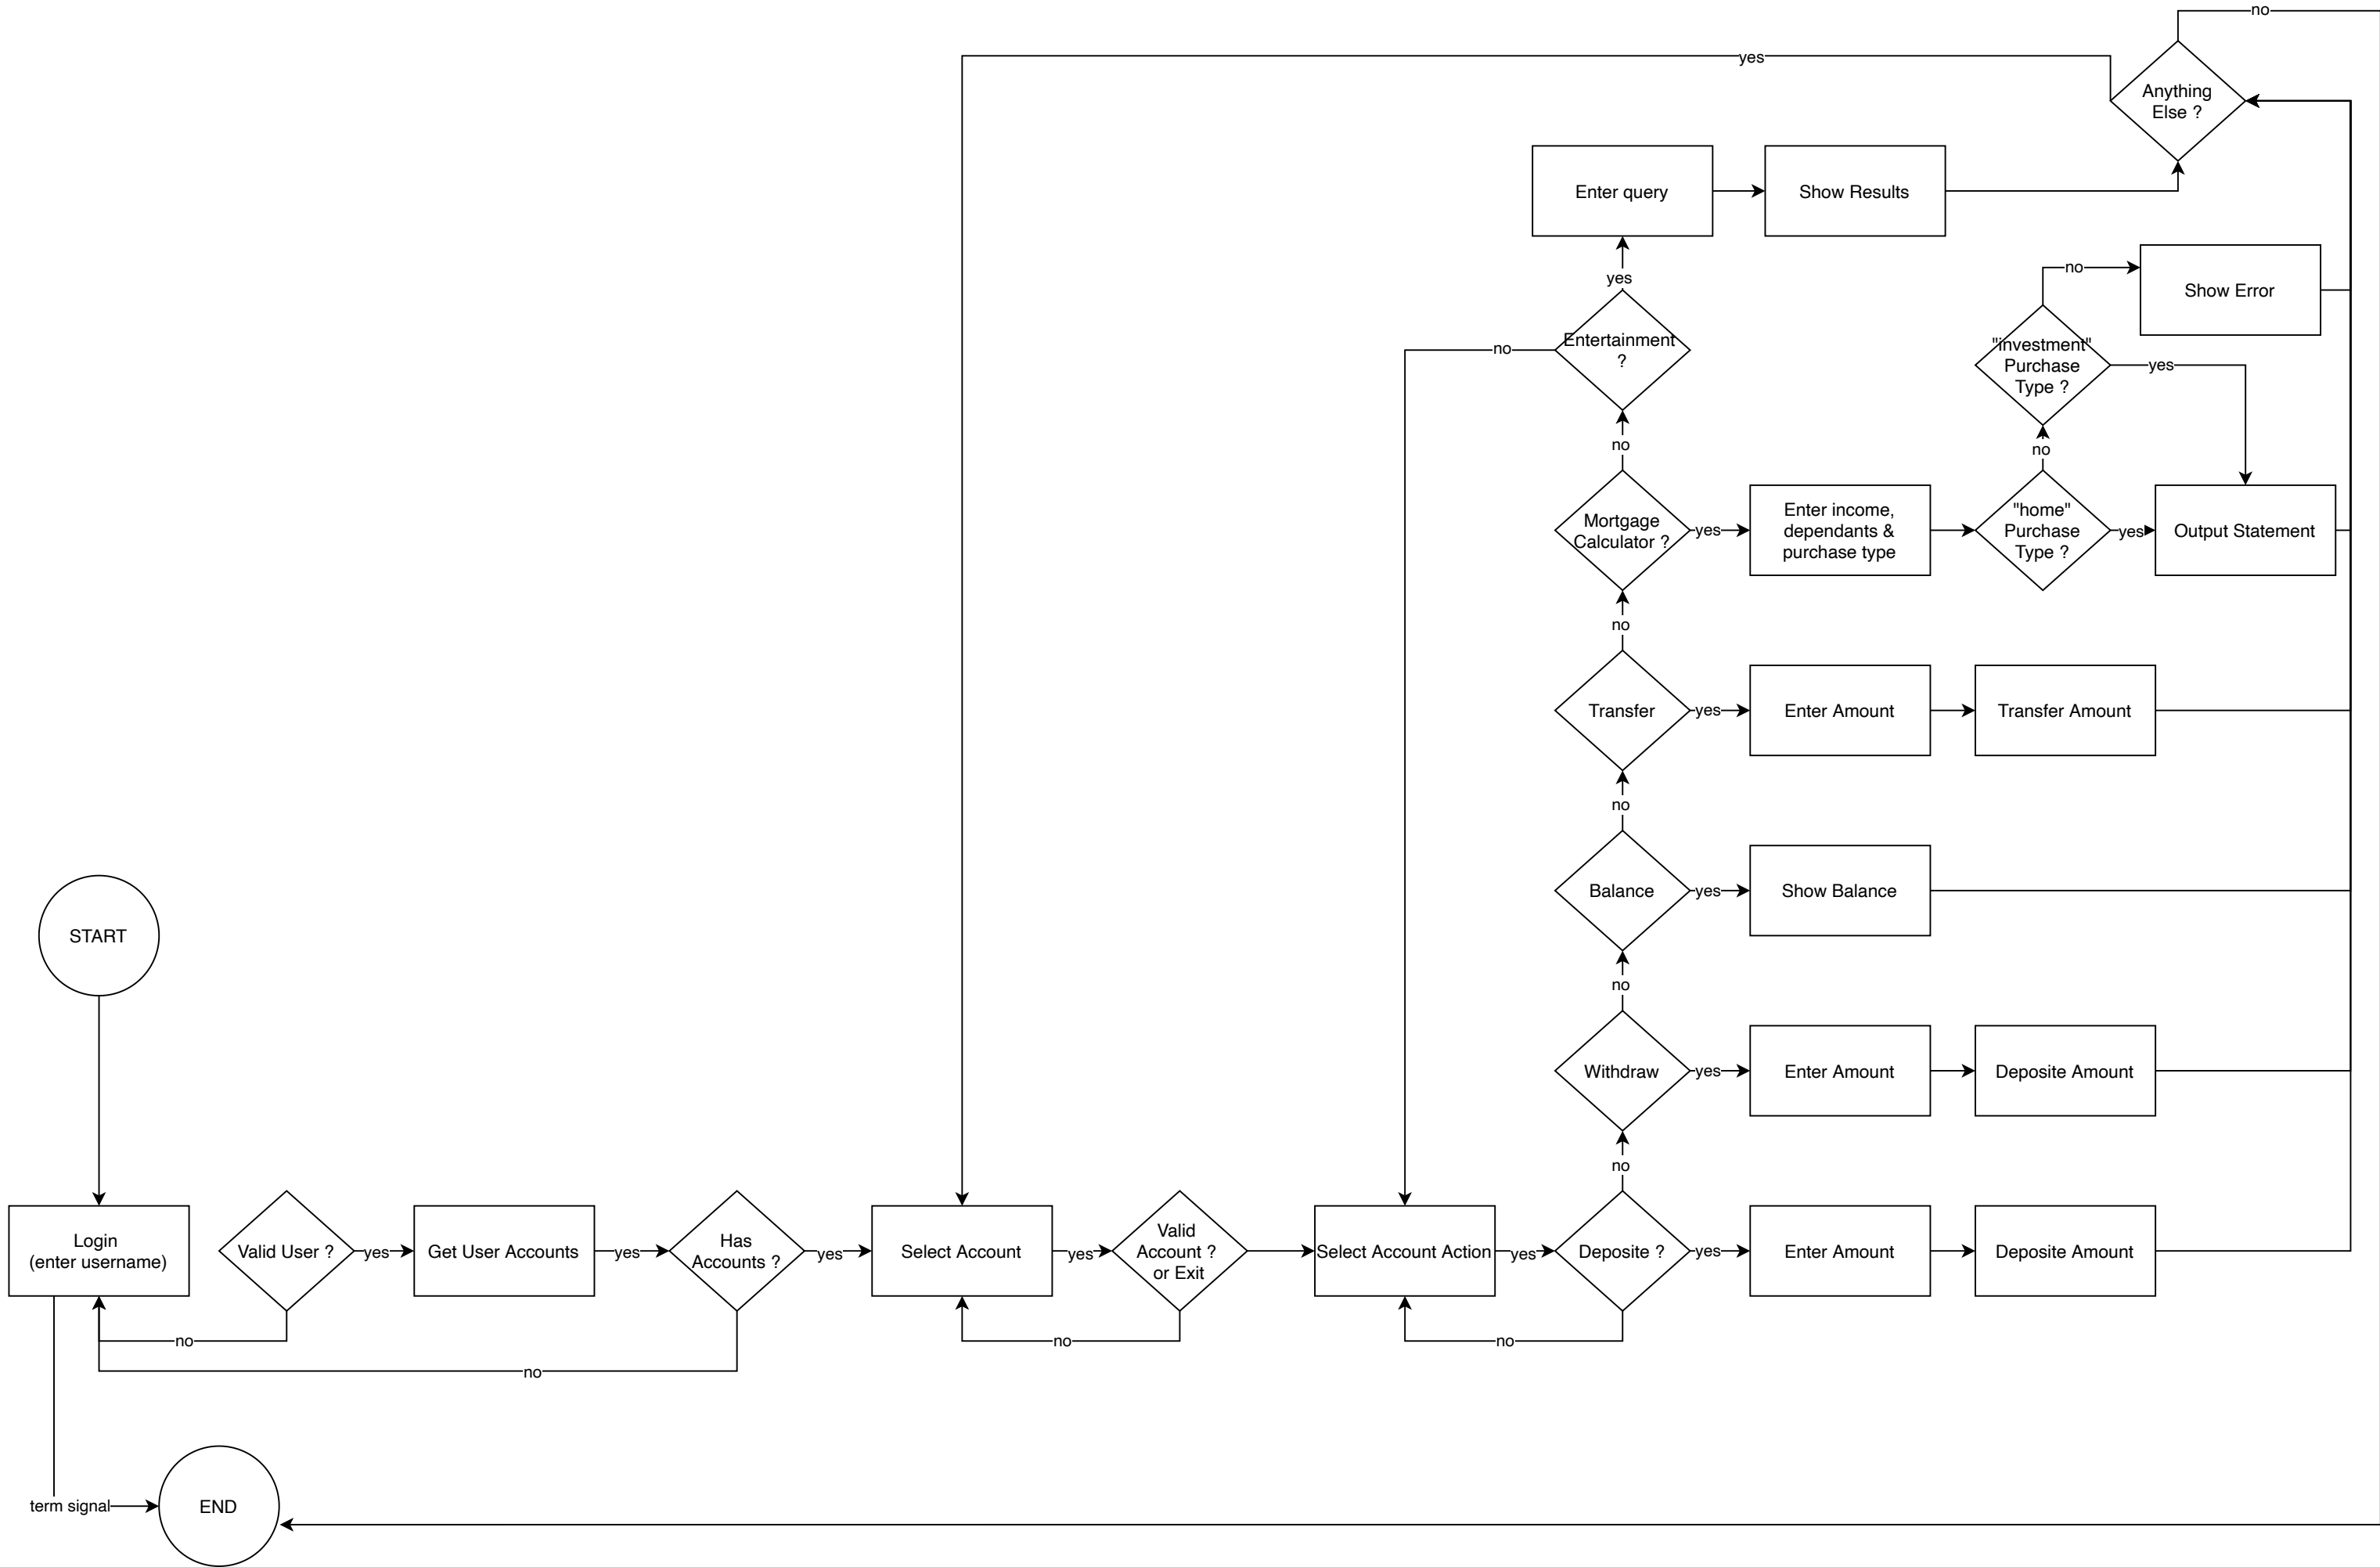 no
yes
Anything
Else ?
Enter query
Show Results
yes
no
Show Error
Entertainment
?
no
"investment"
Purchase
Type ?
yes
no
no
Mortgage
Calculator ?
yes
Enter income,
dependants &
purchase type
"home"
Purchase
Type ?
yes
Output Statement
no
Transfer
yes
Enter Amount
Transfer Amount
no
Balance
yes
Show Balance
START
no
Withdraw
yes
Enter Amount
Deposite Amount
no
Login
(enter username)
Valid User ?
yes
Get User Accounts
yes
Has
Accounts ?
yes
Select Account
yes
Valid
Account ?
or Exit
Select Account Action
yes
Deposite ?
yes
Enter Amount
Deposite Amount
no
no
no
no
term signal
END